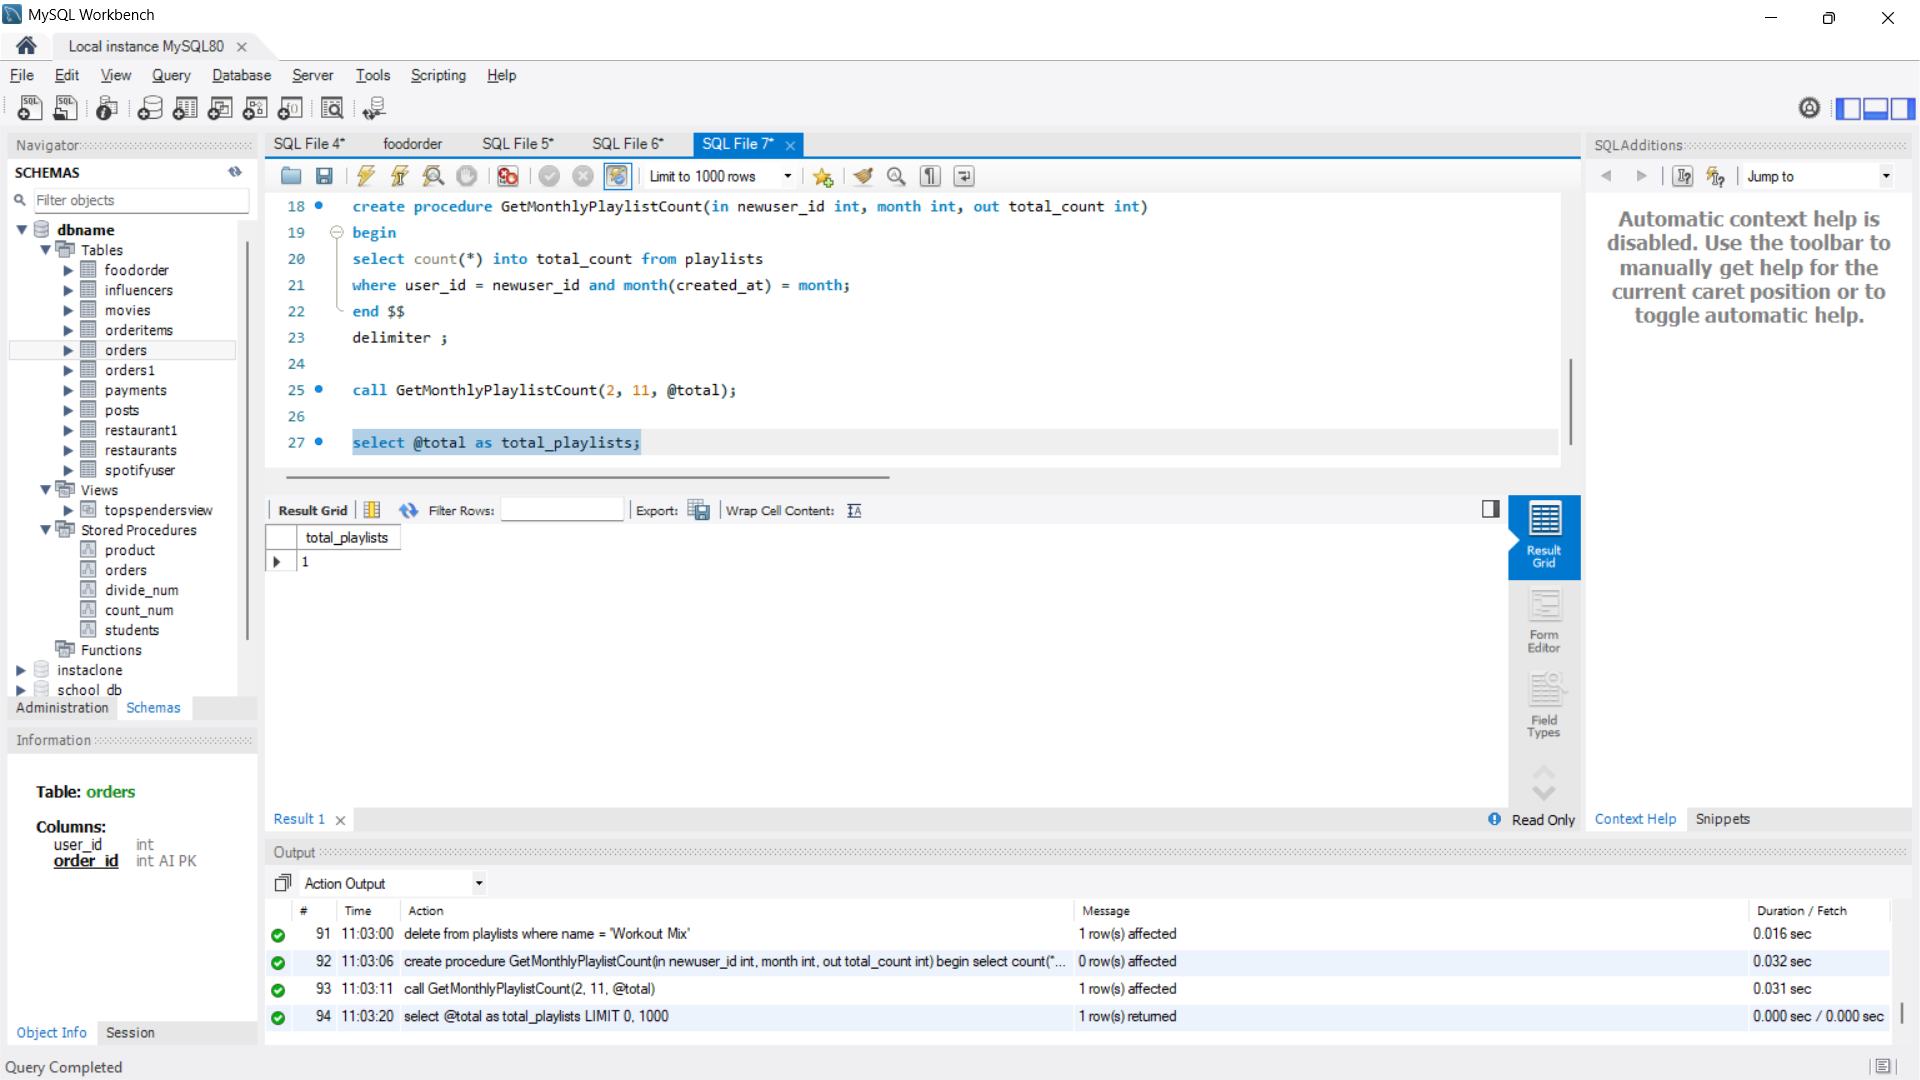 MySQL Workbench
Local instance MySQL80
File Edit View Query Database Server Tools Scripting Help
Navigator
SCHEMAS
Filter objects
dbname
Tables
foodorder
influencers
movies
orderitems
orders
orders1
payments
posts
restaurant1
restaurants
spotifyuser
Views
topspendersview
Stored Procedures
product
orders
divide_num
count_num
students
Functions
instaclone
school_db
Administration Schemas
Information
Table: orders
Columns:
user_id int
order_id int AI PK
Object Info Session
Query Completed
SQL File 4* foodorder SQL File 5* SQL File 6* SQL File 7*
Limit to 1000 rows
18 create procedure GetMonthlyPlaylistCount(in newuser_id int, month int, out total_count int)
19 begin
20 select count(*) into total_count from playlists
21 where user_id = newuser_id and month(created_at) = month;
22 end $$
23 delimiter ;
24
25 call GetMonthlyPlaylistCount(2, 11, @total);
26
27 select @total as total_playlists;
Result Grid Filter Rows: Export: Wrap Cell Content:
total_playlists
1
Result Grid
Form Editor
Field Types
Result 1 Read Only
Output
Action Output
# Time Action Message Duration / Fetch
91 11:03:00 delete from playlists where name = 'Workout Mix' 1 row(s) affected 0.016 sec
92 11:03:06 create procedure GetMonthlyPlaylistCount(in newuser_id int, month int, out total_count int) begin select count(*... 0 row(s) affected 0.032 sec
93 11:03:11 call GetMonthlyPlaylistCount(2, 11, @total) 1 row(s) affected 0.031 sec
94 11:03:20 select @total as total_playlists LIMIT 0, 1000 1 row(s) returned 0.000 sec / 0.000 sec
SQLAdditions
Jump to
Automatic context help is
disabled. Use the toolbar to
manually get help for the
current caret position or to
toggle automatic help.
Context Help Snippets